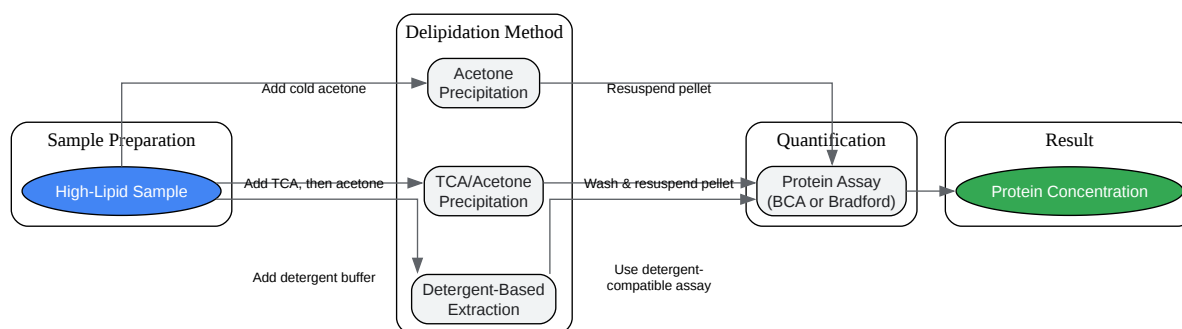 Delipidation Method
Acetone
Precipitation
Add cold acetone
Resuspend pellet
Sample Preparation
Quantification
Result
High-Lipid Sample
Add TCA, then acetone
TCA/Acetone
Precipitation
Wash & resuspend pellet
Protein Assay
(BCA or Bradford)
Protein Concentration
Add detergent buffer
Detergent-Based
Extraction
Use detergent-
compatible assay